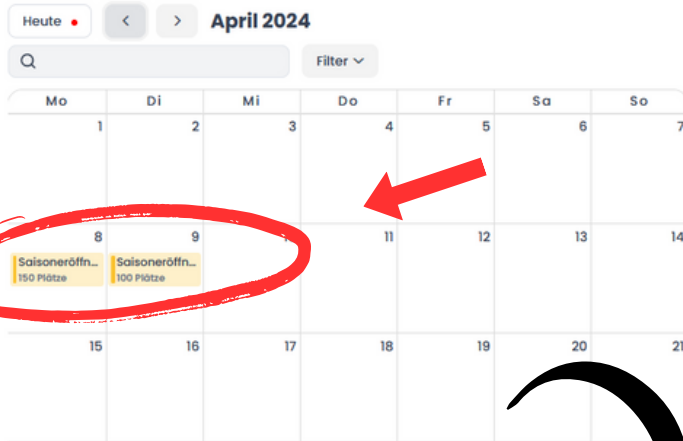 Heute
April 2024
Filter
Mo Di Mi Do Fr Sa So
1 2 3 4 5 6 7
8 9 11 12 13 14
Saisoneröffn... Saisoneröffn...
150 Plätze 100 Plätze
15 16 17 18 19 20 21